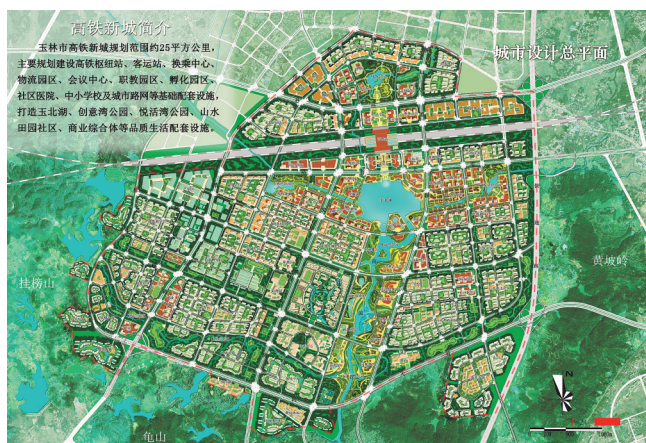 高铁新城简介
玉林市高铁新城规划范围约25平方公里,
主要规划建设高铁枢纽站、客运站、换乘中心、
物流园区、会议中心、职教园区、孵化园区、
社区医院、中小学校及城市路网等基础配套设施,
打造玉北湖、创意湾公园、悦活湾公园、山水
田园社区、商业综合体等品质生活配套设施。
城市设计总平面
黄坡岭
挂榜山
龟山
N